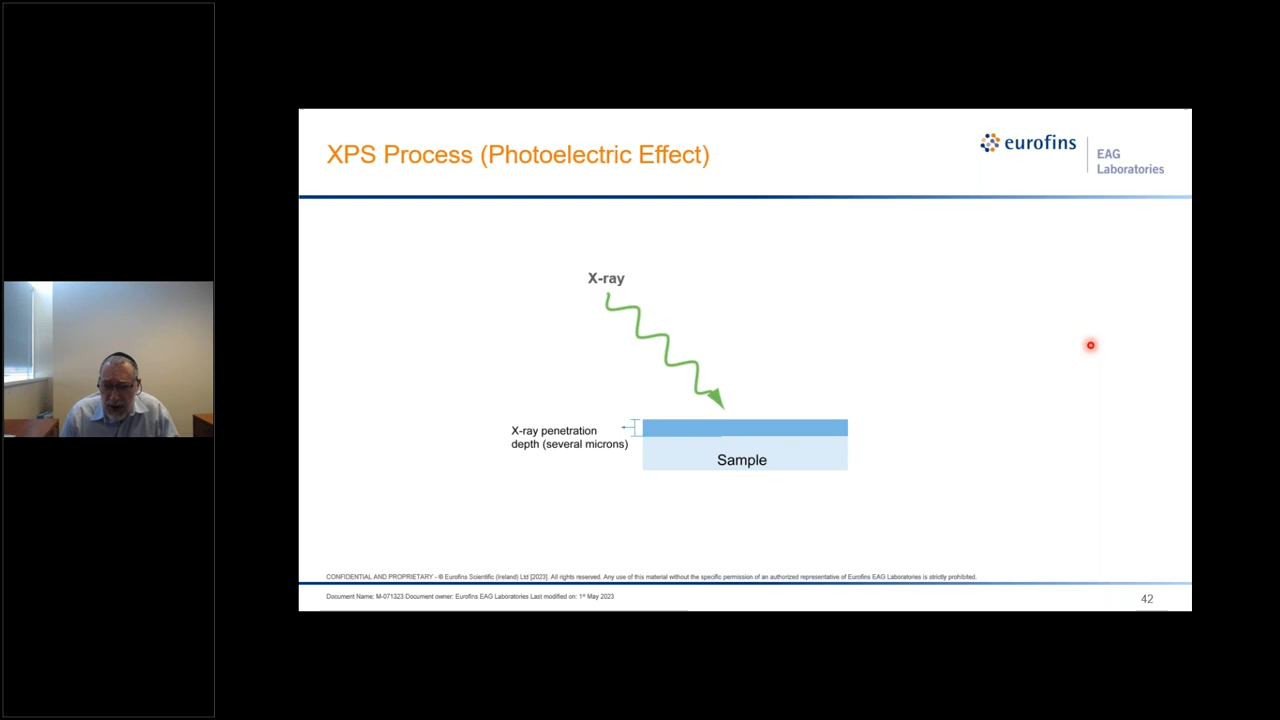 XPS Process (Photoelectric Effect)
eurofins
EAG
Laboratories
X-ray
X-ray penetration
depth (several microns)
Sample
CONFIDENTIAL AND PROPRIETARY - © Eurofins Scientific (Ireland) Ltd [2023]. All rights reserved. Any use of this material without the specific permission of an authorized representative of Eurofins EAG Laboratories is strictly prohibited.
Document Name: M-071323 Document owner: Eurofins EAG Laboratories Last modified on: 1st May 2023
42